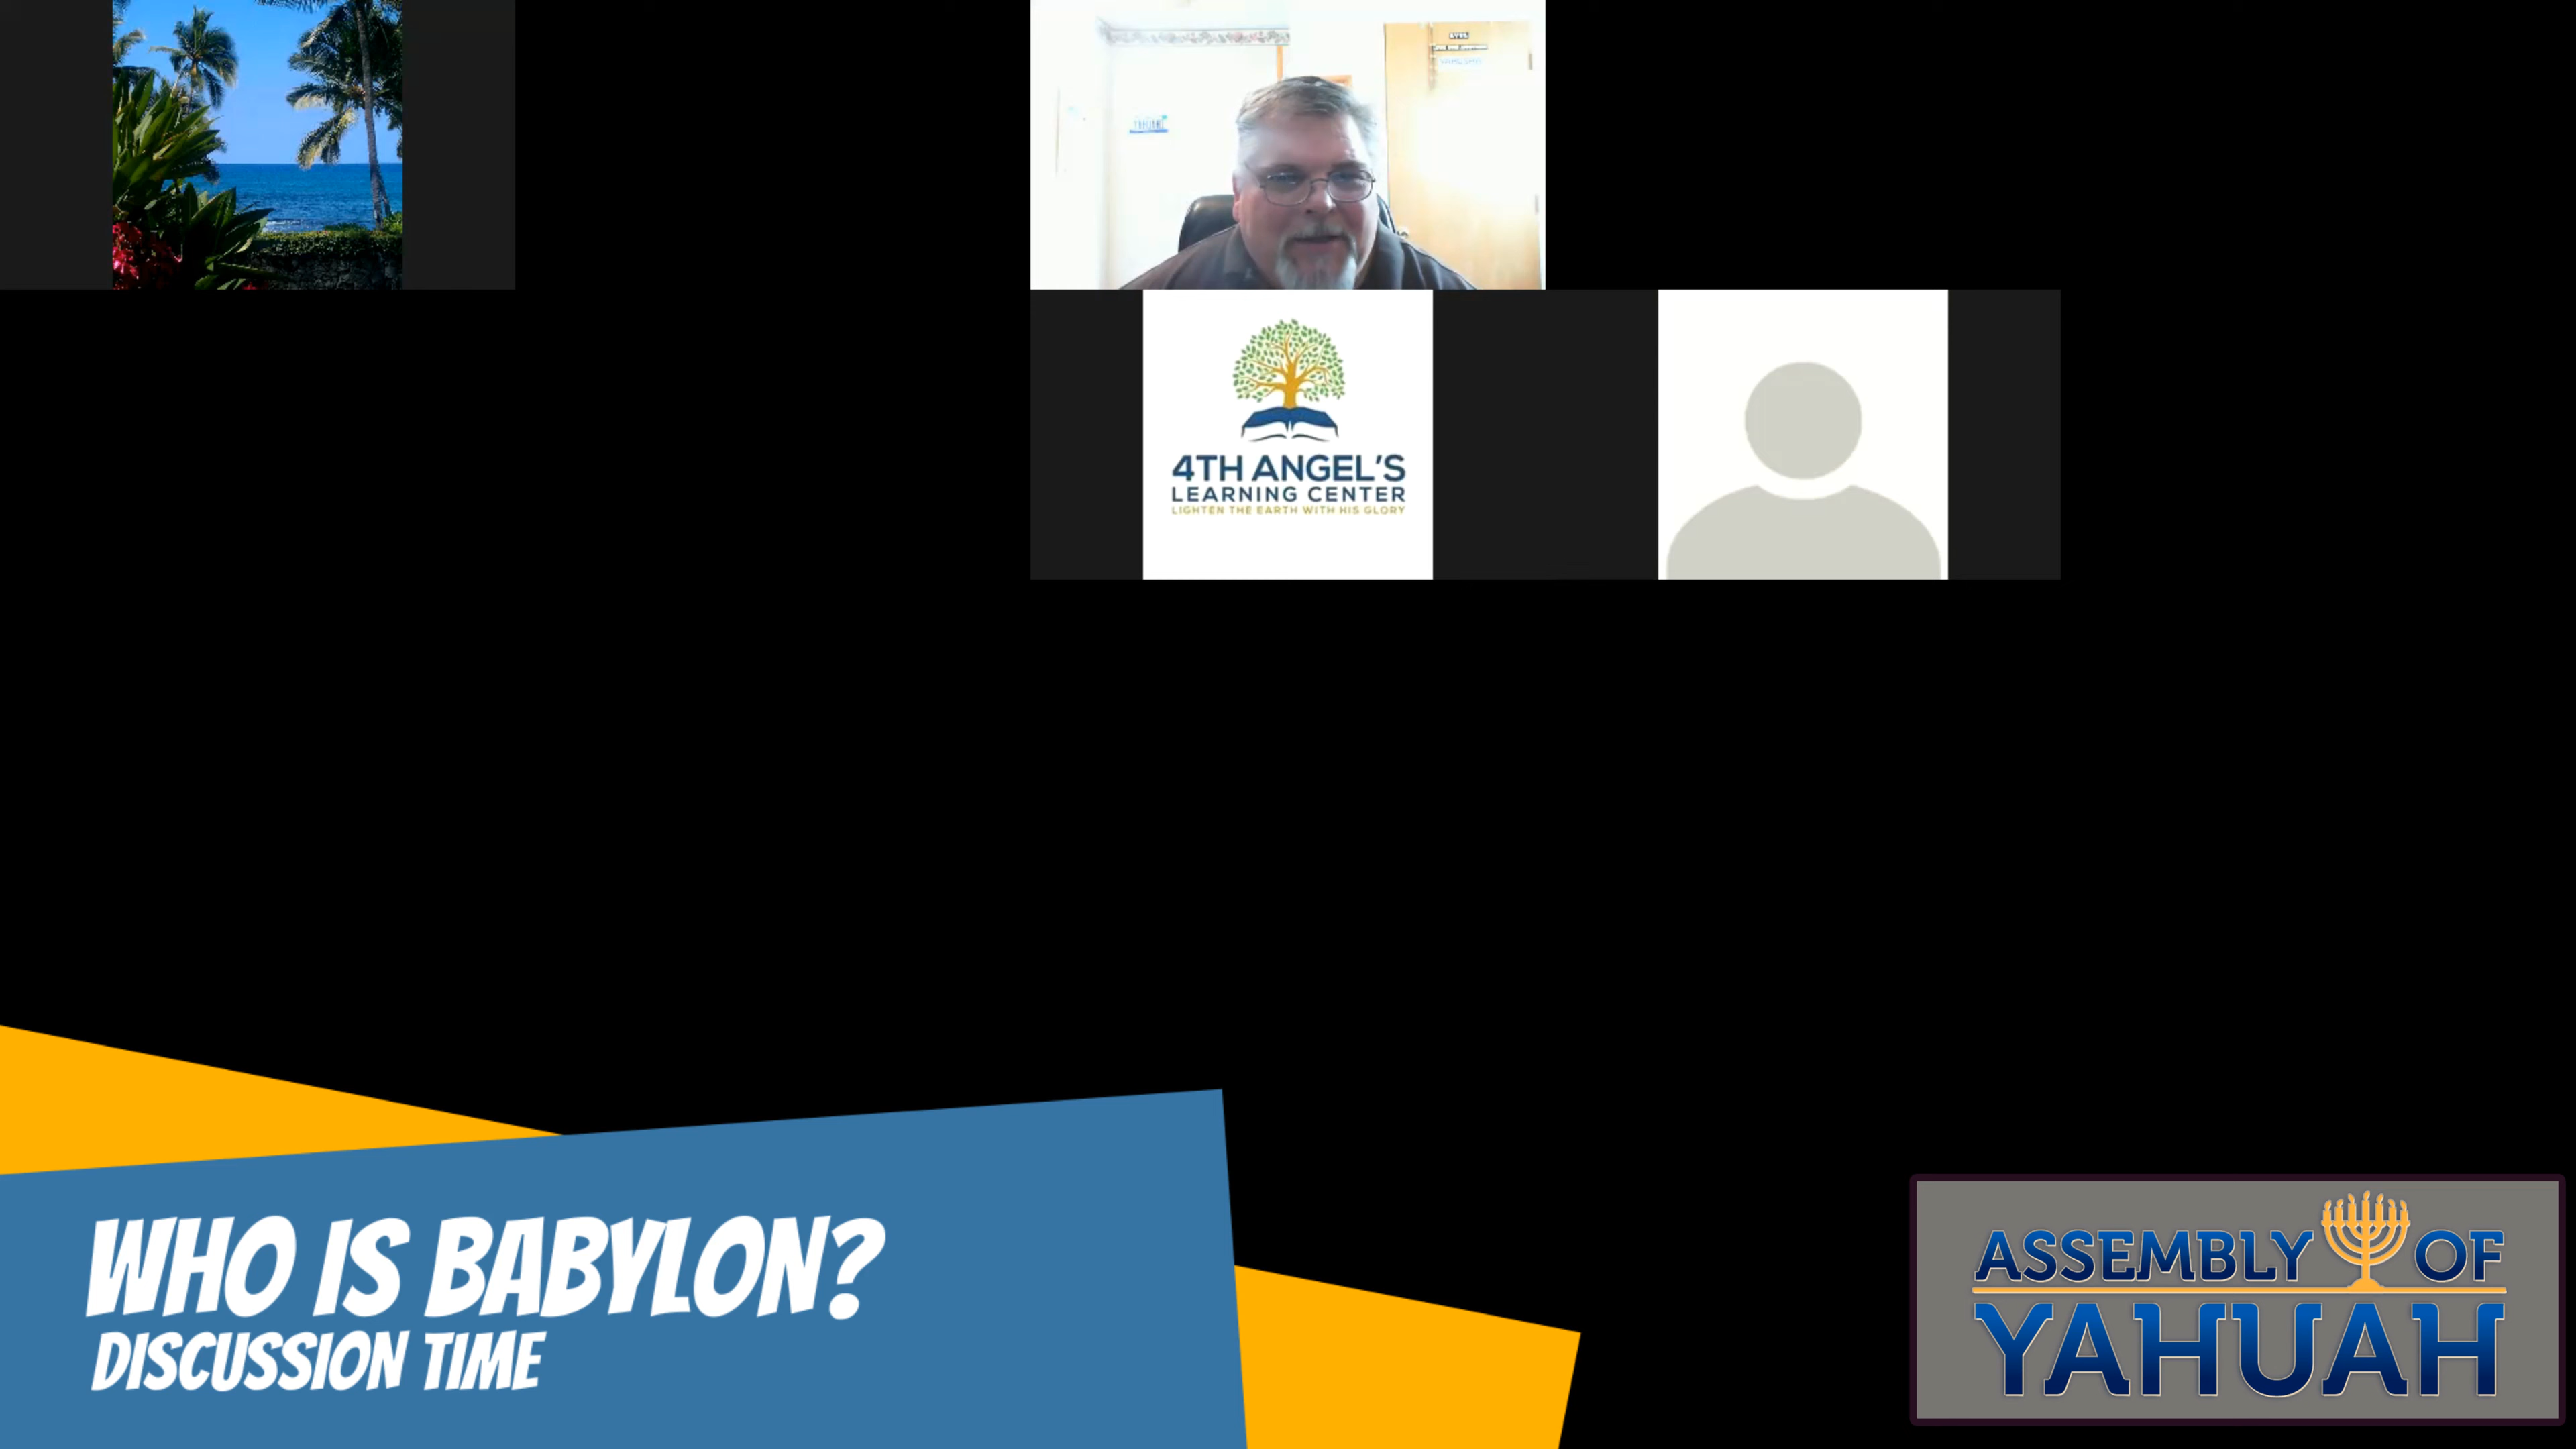 4TH ANGEL'S
LEARNING CENTER
LIGHTEN THE EARTH WITH HIS GLORY
WHO IS BABYLON?
DISCUSSION TIME
ASSEMBLY OF
YAHUAH